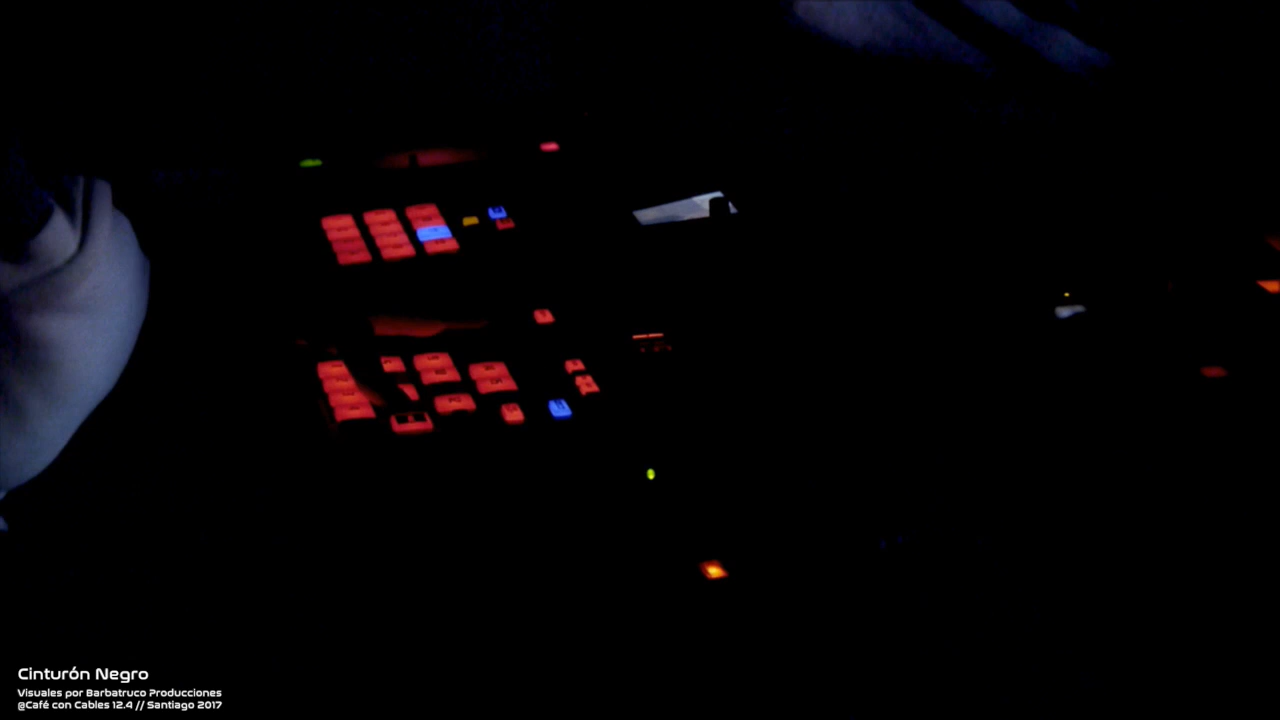 Cinturón Negro
Visuales por Barbatruco Producciones
@Café con Cables 12.4 // Santiago 2017